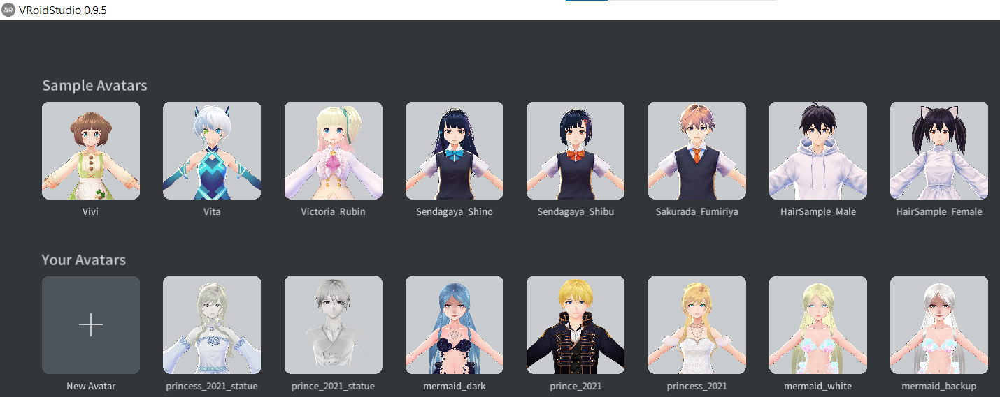 VRoidStudio 0.9.5
Sample Avatars
Vivi Vita Victoria_Rubin Sendagaya_Shino Sendagaya_Shibu Sakurada_Fumiriya HairSample_Male HairSample_Female
Your Avatars
New Avatar princess_2021_statue prince_2021_statue mermaid_dark prince_2021 princess_2021 mermaid_white mermaid_backup